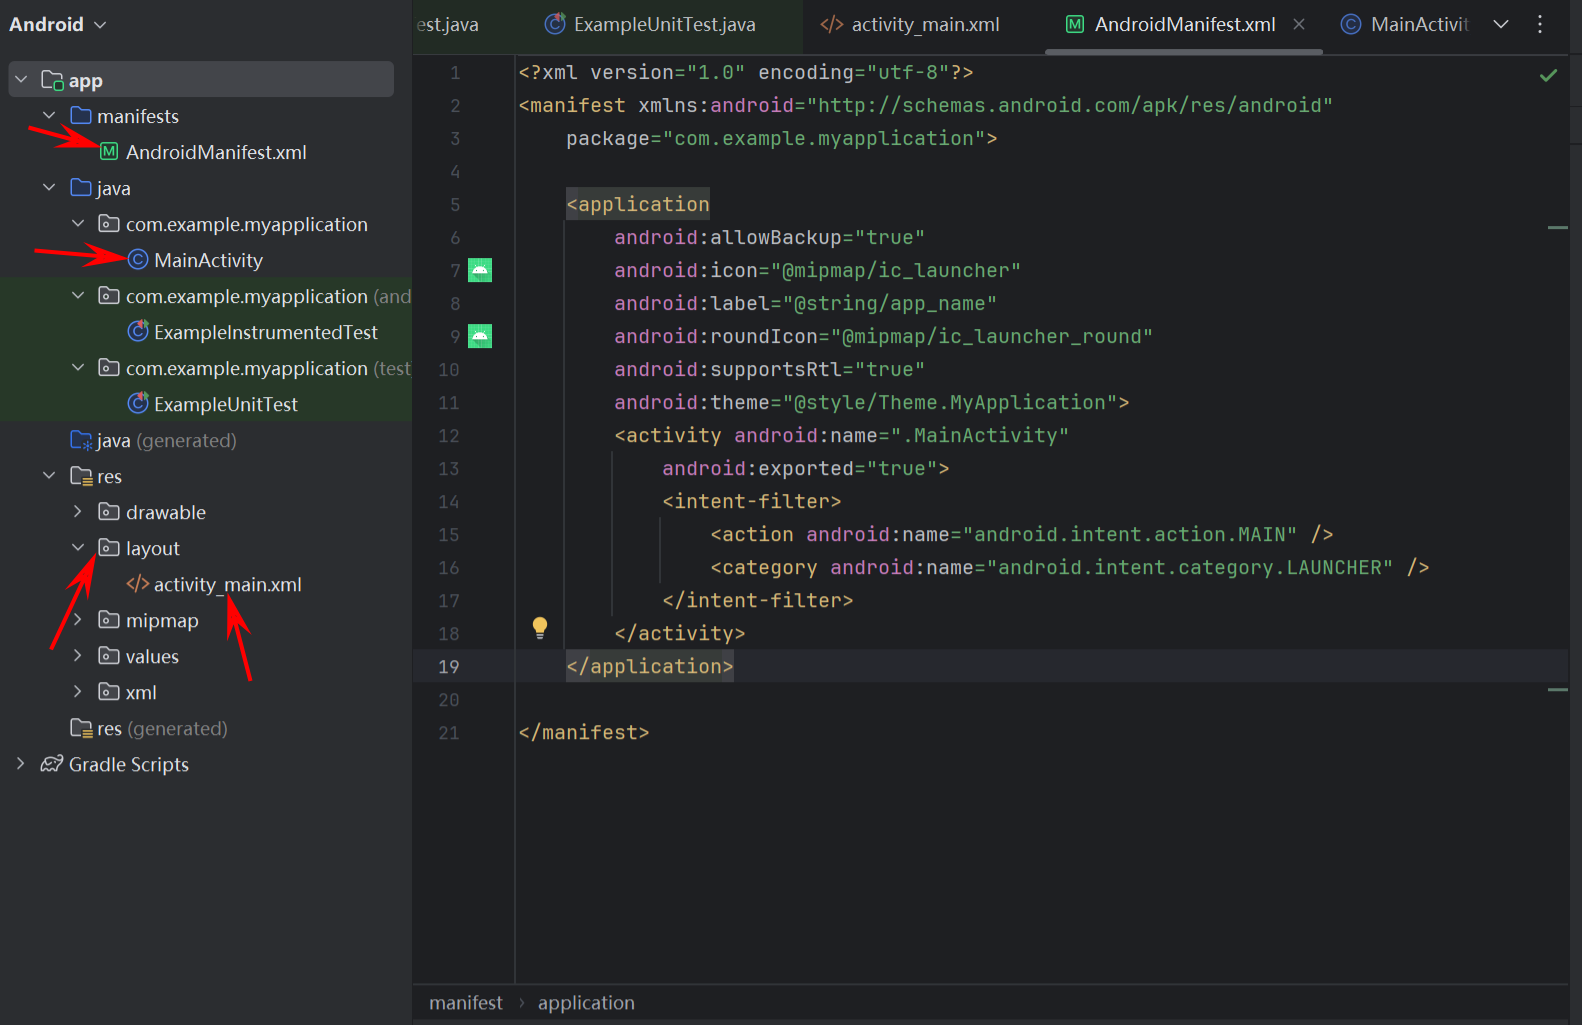 Android
app
manifests
AndroidManifest.xml
java
com.example.myapplication
MainActivity
com.example.myapplication (and
ExampleInstrumentedTest
com.example.myapplication (test
ExampleUnitTest
java (generated)
res
drawable
layout
activity_main.xml
mipmap
values
xml
res (generated)
Gradle Scripts
est.java ExampleUnitTest.java activity_main.xml AndroidManifest.xml MainActivit
1 <?xml version="1.0" encoding="utf-8"?>
2 <manifest xmlns:android="http://schemas.android.com/apk/res/android"
3 package="com.example.myapplication">
4
5 <application
6 android:allowBackup="true"
7 android:icon="@mipmap/ic_launcher"
8 android:label="@string/app_name"
9 android:roundIcon="@mipmap/ic_launcher_round"
10 android:supportsRtl="true"
11 android:theme="@style/Theme.MyApplication">
12 <activity android:name=".MainActivity"
13 android:exported="true">
14 <intent-filter>
15 <action android:name="android.intent.action.MAIN" />
16 <category android:name="android.intent.category.LAUNCHER" />
17 </intent-filter>
18 </activity>
19 </application>
20
21 </manifest>
manifest › application